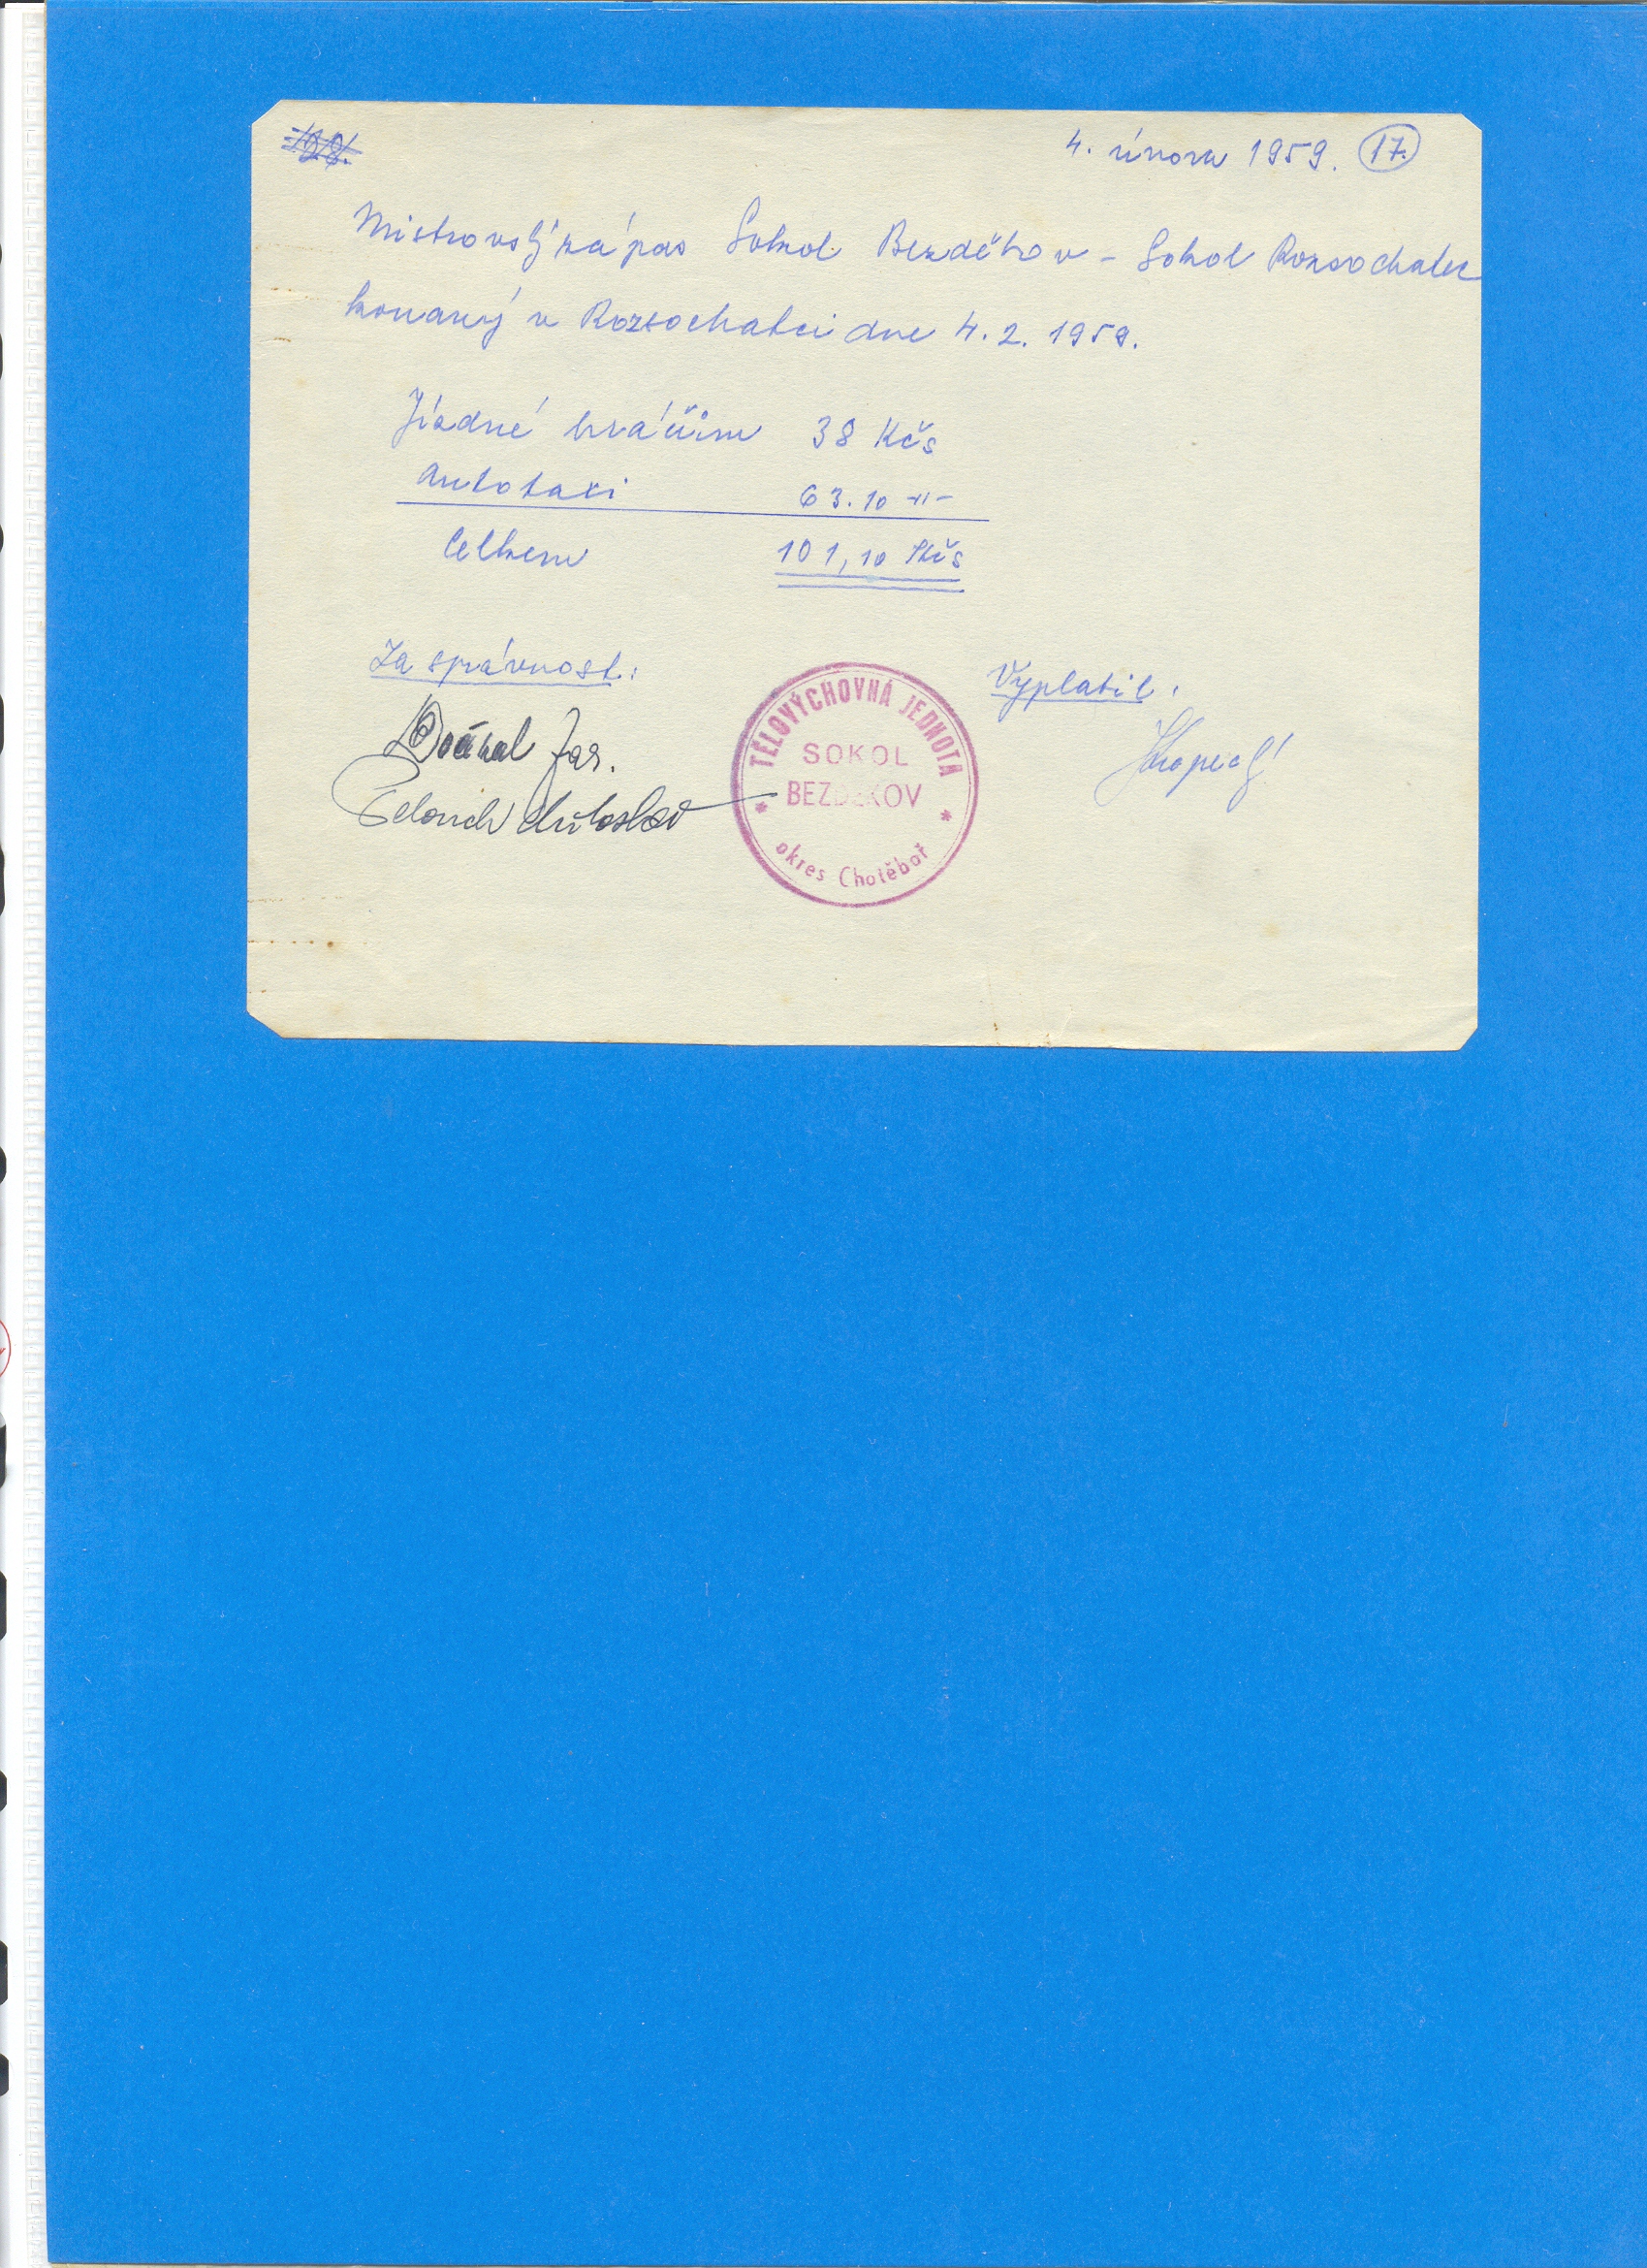 4. února 1959. 17.
Mistrovský zápas Sokol Bezděkov - Sokol Rozsochatec
konaný v Rozsochatci dne 4. 2. 1959.
Jízdné hráčům 38 Kčs
Autotaxi 63.10 -"-
Celkem 101,10 Kčs
Za správnost:
Vyplatil:
Jar.
TĚLOVÝCHOVNÁ JEDNOTA
SOKOL
BEZDĚKOV
okres Chotěboř